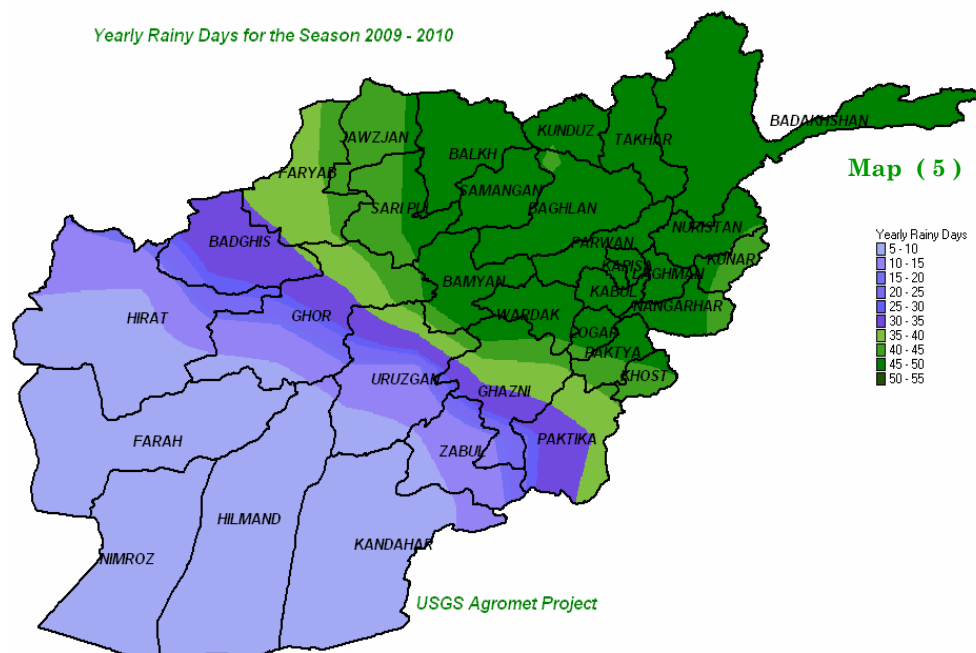 Yearly Rainy Days for the Season 2009 - 2010
BADAKHSHAN
JAWZJAN
KUNDUZ
TAKHAR
BALKH
Map ( 5 )
FARYAB
SAMANGAN
SARI PUL
BAGHLAN
NURISTAN
BADGHIS
PARWAN
KUNAR
Yearly Rainy Days
5 - 10
10 - 15
15 - 20
20 - 25
25 - 30
30 - 35
35 - 40
40 - 45
45 - 50
50 - 55
KAPISA
LAGHMAN
BAMYAN
KABUL
NANGARHAR
HIRAT
GHOR
WARDAK
LOGAR
PAKTYA
KHOST
URUZGAN
GHAZNI
FARAH
ZABUL
PAKTIKA
HILMAND
KANDAHAR
NIMROZ
USGS Agromet Project